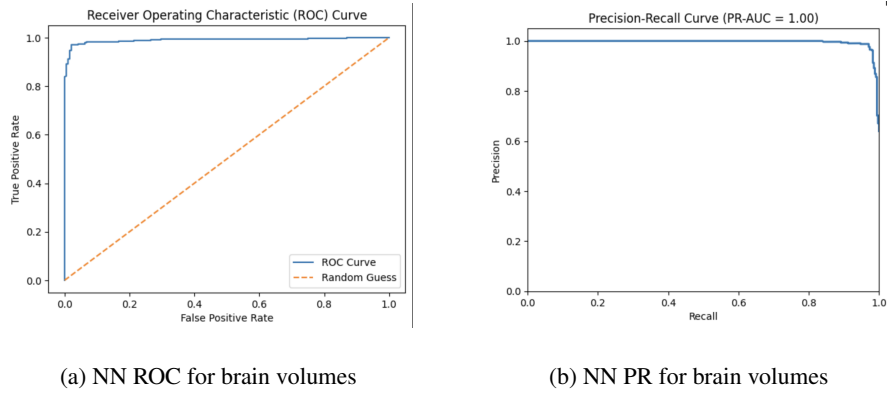 Receiver Operating Characteristic (ROC) Curve
1.0
0.8
0.6
0.4
0.2
0.0
True Positive Rate
0.0 0.2 0.4 0.6 0.8 1.0
False Positive Rate
ROC Curve
Random Guess
(a) NN ROC for brain volumes
Precision-Recall Curve (PR-AUC = 1.00)
1.0
0.8
0.6
0.4
0.2
0.0
Precision
0.0 0.2 0.4 0.6 0.8 1.0
Recall
(b) NN PR for brain volumes